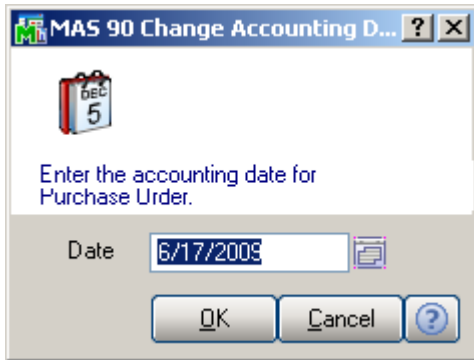 MAS 90 Change Accounting D...
DEC
5
Enter the accounting date for
Purchase Order.
Date 6/17/2009
OK Cancel